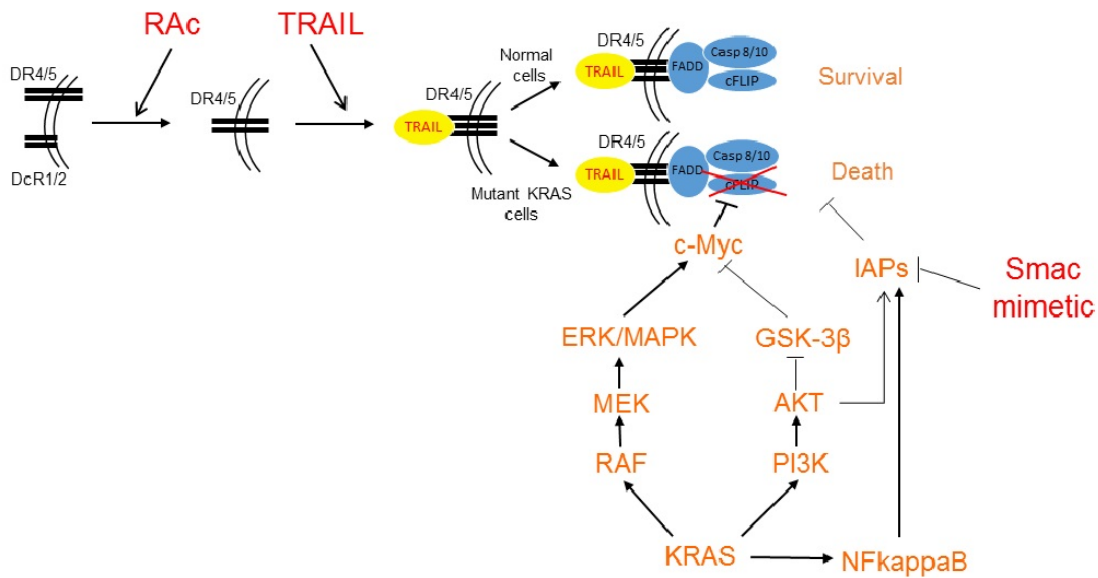 RAc
TRAIL
DR4/5
DcR1/2
DR4/5
DR4/5
TRAIL
Normal
cells
Mutant KRAS
cells
DR4/5
TRAIL
FADD
Casp 8/10
cFLIP
Survival
DR4/5
TRAIL
FADD
Casp 8/10
cFLIP
Death
c-Myc
IAPs
Smac
mimetic
ERK/MAPK
GSK-3β
MEK
AKT
RAF
PI3K
KRAS
NFkappaB